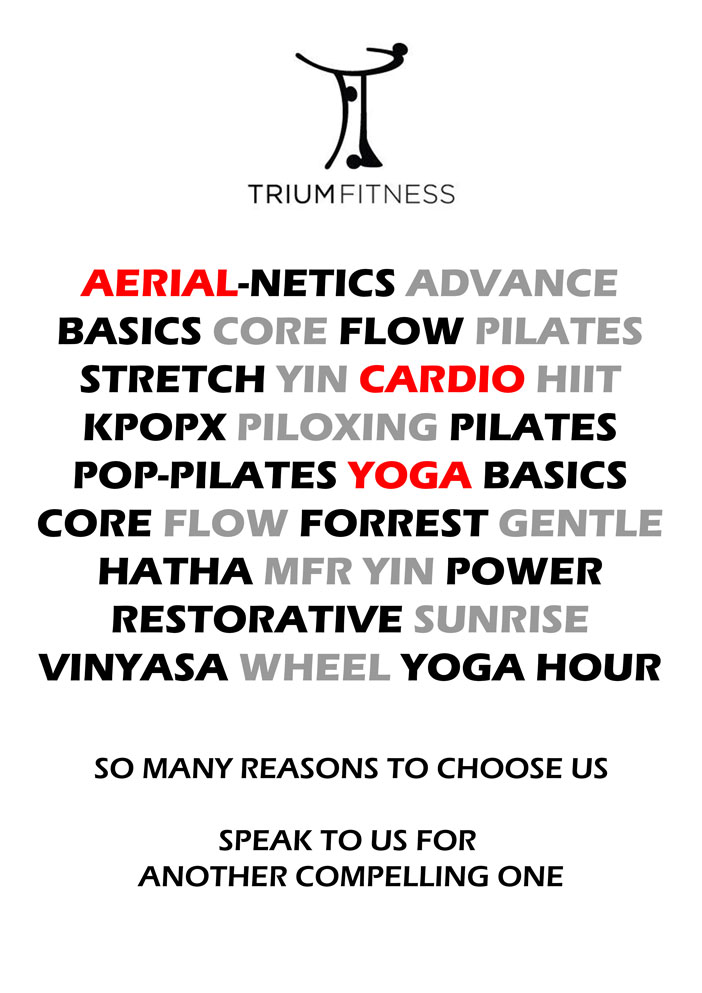 TRIUMFITNESS
AERIAL-NETICS ADVANCE
BASICS CORE FLOW PILATES
STRETCH YIN CARDIO HIIT
KPOPX PILOXING PILATES
POP-PILATES YOGA BASICS
CORE FLOW FORREST GENTLE
HATHA MFR YIN POWER
RESTORATIVE SUNRISE
VINYASA WHEEL YOGA HOUR
SO MANY REASONS TO CHOOSE US
SPEAK TO US FOR
ANOTHER COMPELLING ONE